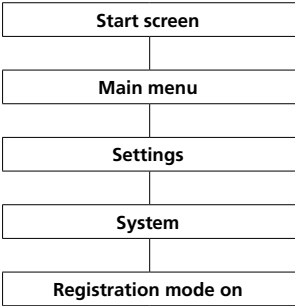 Start screen
Main menu
Settings
System
Registration mode on